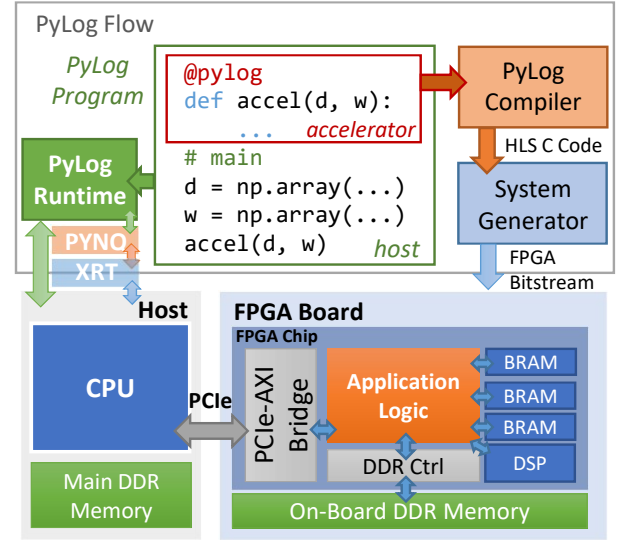 PyLog Flow
PyLog
Program
@pylog
def accel(d, w):
...
accelerator
# main
d = np.array(...)
w = np.array(...)
accel(d, w)
host
PyLog
Compiler
HLS C Code
System
Generator
FPGA
Bitstream
PyLog
Runtime
PYNQ
XRT
Host
CPU
Main DDR
Memory
PCIe
FPGA Board
FPGA Chip
PCIe-AXI
Bridge
Application
Logic
DDR Ctrl
BRAM
BRAM
BRAM
DSP
On-Board DDR Memory